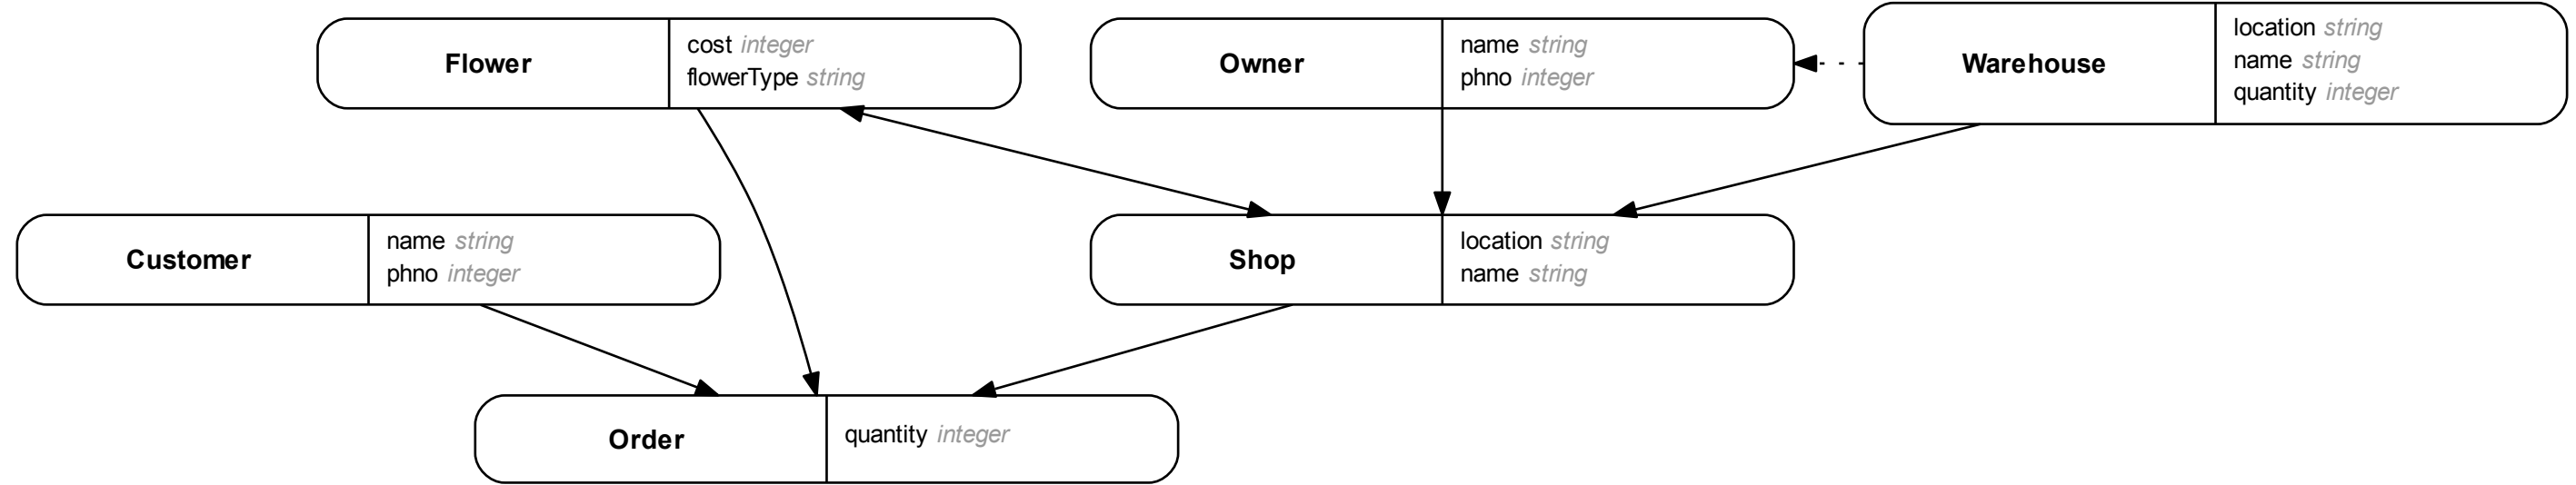 Flower
cost integer
flowerType string
Owner
name string
phno integer
Warehouse
location string
name string
quantity integer
Customer
name string
phno integer
Shop
location string
name string
Order
quantity integer